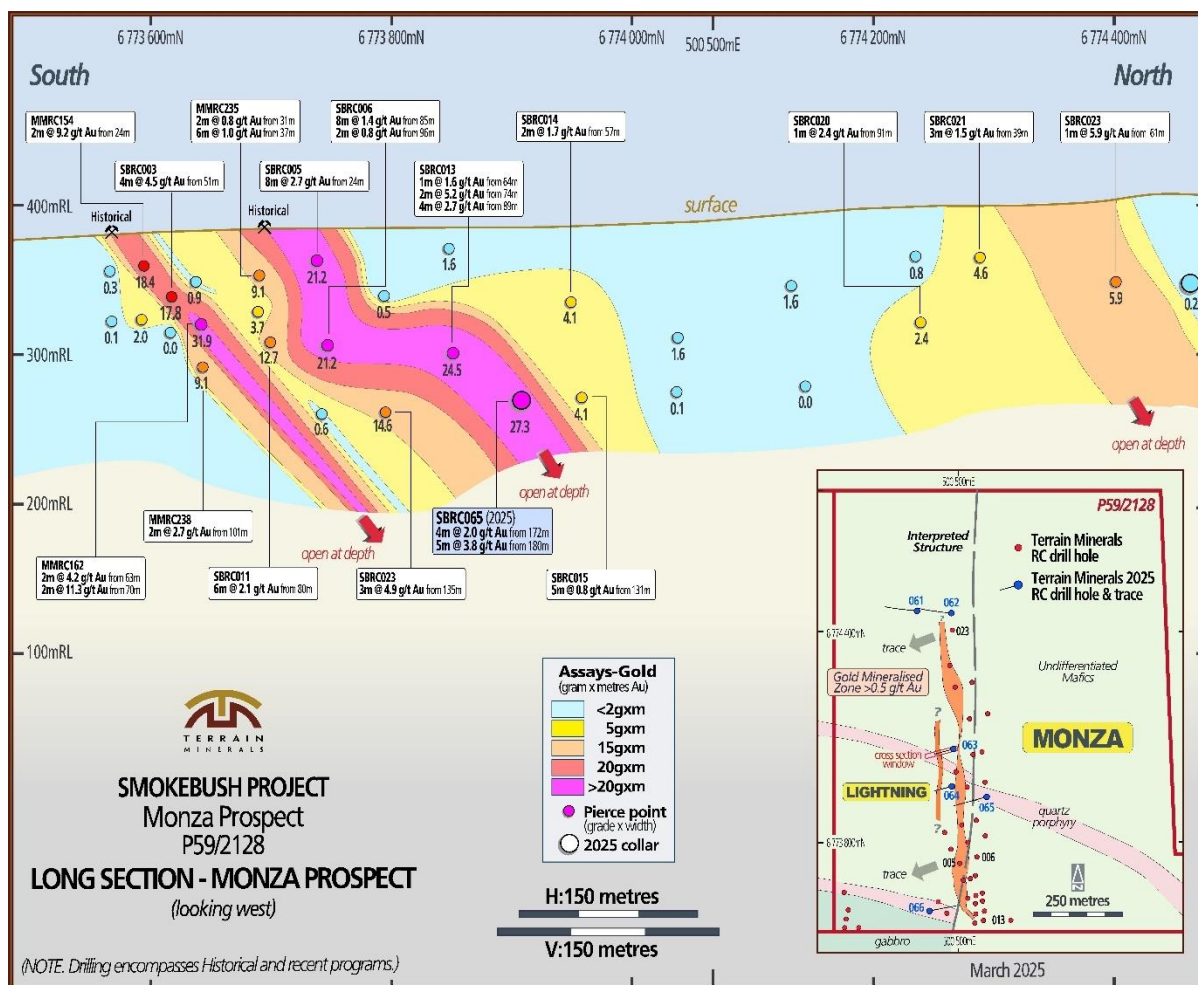 6 773 600mN
6 773 800mN
6 774 000mN
500 500mE
6 774 200mN
6 774 400mN
South
North
MMRC154
2m @ 9.2 g/t Au from 24m
SBRC003
4m @ 4.5 g/t Au from 51m
MMRC235
2m @ 0.8 g/t Au from 31m
6m @ 1.0 g/t Au from 37m
SBRC005
8m @ 2.7 g/t Au from 24m
SBRC006
8m @ 1.4 g/t Au from 85m
2m @ 0.8 g/t Au from 96m
SBRC013
1m @ 1.6 g/t Au from 64m
2m @ 5.2 g/t Au from 74m
4m @ 2.7 g/t Au from 89m
SBRC014
2m @ 1.7 g/t Au from 57m
SBRC020
1m @ 2.4 g/t Au from 91m
SBRC021
3m @ 1.5 g/t Au from 39m
SBRC023
1m @ 5.9 g/t Au from 61m
400mRL
300mRL
200mRL
100mRL
Historical
Historical
surface
0.3
18.4
0.9
9.1
21.2
1.6
0.5
4.1
1.6
0.8
4.6
5.9
0.2
0.1
2.0
17.8
0.0
31.9
3.7
12.7
21.2
24.5
1.6
2.4
9.1
0.6
14.6
27.3
4.1
0.1
0.0
open at depth
open at depth
open at depth
MMRC238
2m @ 2.7 g/t Au from 101m
MMRC162
2m @ 4.2 g/t Au from 63m
2m @ 11.3 g/t Au from 70m
SBRC011
6m @ 2.1 g/t Au from 80m
SBRC023
3m @ 4.9 g/t Au from 135m
SBRC065 (2025)
4m @ 2.0 g/t Au from 172m
5m @ 3.8 g/t Au from 180m
SBRC015
5m @ 0.8 g/t Au from 131m
TERRAIN
MINERALS
SMOKEBUSH PROJECT
Monza Prospect
P59/2128
LONG SECTION - MONZA PROSPECT
(looking west)
(NOTE. Drilling encompasses Historical and recent programs.)
Assays-Gold
(gram x metres Au)
<2gxm
5gxm
15gxm
20gxm
>20gxm
Pierce point
(grade x width)
2025 collar
H:150 metres
V:150 metres
500 500mE
P59/2128
Interpreted
Structure
Terrain Minerals
RC drill hole
Terrain Minerals 2025
RC drill hole & trace
061
062
?
023
6 774 400mN
trace
Undifferentiated
Mafics
Gold Mineralised
Zone >0.5 g/t Au
?
MONZA
063
cross section
window
LIGHTNING
064
065
quartz
porphyry
?
6 773 800mN
005
006
trace
N
250 metres
066
013
gabbro
500 500mE
March 2025